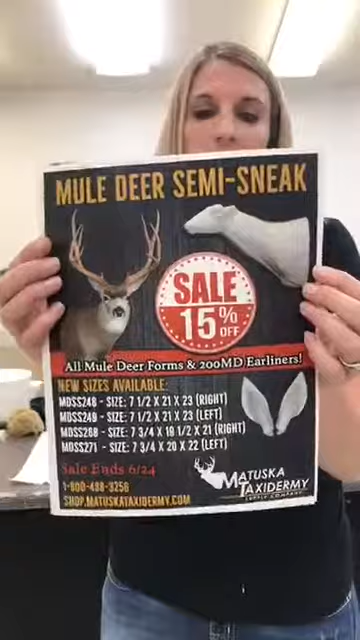 MULE DEER SEMI-SNEAK
SALE
15% OFF
All Mule Deer Forms & 200MD Earliners!
NEW SIZES AVAILABLE:
MDSS248 - SIZE: 7 1/2 X 21 X 23 (RIGHT)
MDSS249 - SIZE: 7 1/2 X 21 X 23 (LEFT)
MDSS268 - SIZE: 7 3/4 X 19 1/2 X 21 (RIGHT)
MDSS271 - SIZE: 7 3/4 X 20 X 22 (LEFT)
Sale Ends 6/24
1-800-488-3256
SHOP.MATUSKATAXIDERMY.COM
MATUSKA
TAXIDERMY
SUPPLY COMPANY